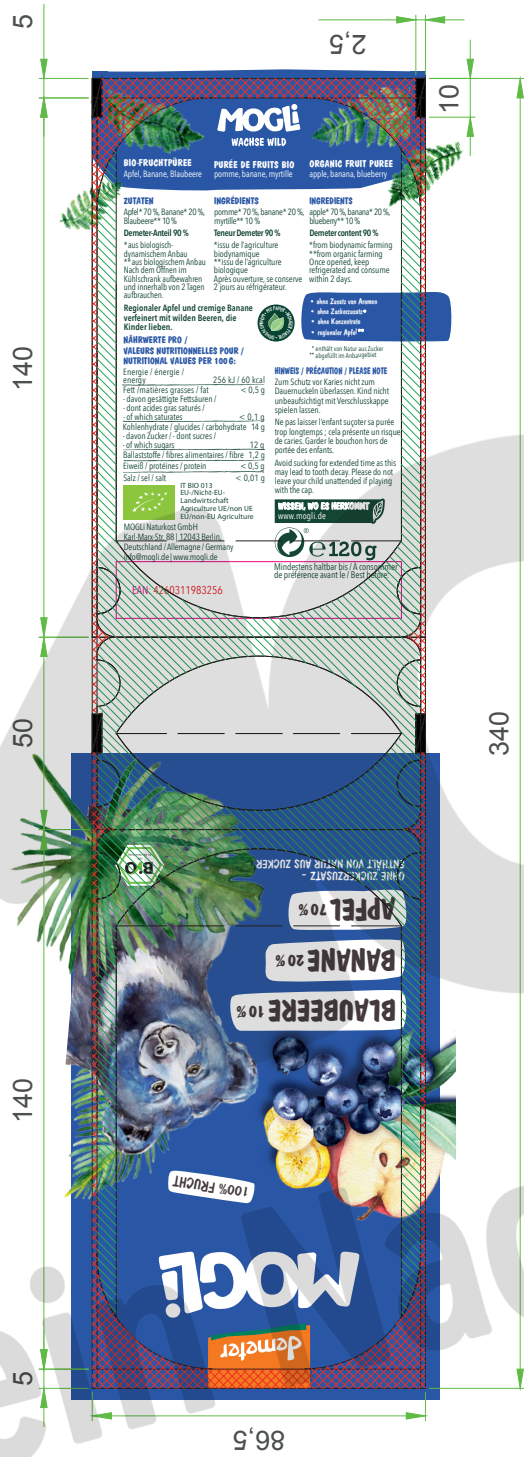 5
2,5
10
140
50
340
140
5
86,5
MOGLi
WACHSE WILD
BIO-FRUCHTPÜREE
Apfel, Banane, Blaubeere
PURÉE DE FRUITS BIO
pomme, banane, myrtille
ORGANIC FRUIT PUREE
apple, banana, blueberry
ZUTATEN
Apfel* 70 %, Banane* 20 %,
Blaubeere** 10 %
Demeter-Anteil 90 %
*aus biologisch-
dynamischem Anbau
**aus biologischem Anbau
Nach dem Öffnen im
Kühlschrank aufbewahren
und innerhalb von 2 Tagen
aufbrauchen.
INGRÉDIENTS
pomme* 70 %, banane* 20 %,
myrtille** 10 %
Teneur Demeter 90 %
*issu de l'agriculture
biodynamique
**issu de l'agriculture
biologique
Après ouverture, se conserve
2 jours au réfrigérateur.
INGREDIENTS
apple* 70 %, banana* 20 %,
blueberry** 10 %
Demeter content 90 %
*from biodynamic farming
**from organic farming
Once opened, keep
refrigerated and consume
within 2 days.
Regionaler Apfel und cremige Banane
verfeinert mit wilden Beeren, die
Kinder lieben.
• ohne Zusatz von Aromen
• ohne Zuckerzusatz*
• ohne Konzentrate
• regionaler Apfel**
* enthält von Natur aus Zucker
** abgefüllt im Anbaugebiet
NÄHRWERTE PRO /
VALEURS NUTRITIONNELLES POUR /
NUTRITIONAL VALUES PER 100G:
Energie / énergie /
energy 256 kJ / 60 kcal
Fett /matières grasses / fat < 0,5 g
- davon gesättigte Fettsäuren /
- dont acides gras saturés /
- of which saturates < 0,1 g
Kohlenhydrate / glucides / carbohydrate 14 g
- davon Zucker / - dont sucres /
- of which sugars 12 g
Ballaststoffe / fibres alimentaires / fibre 1,2 g
Eiweiß / protéines / protein < 0,5 g
Salz / sel / salt < 0,01 g
IT BIO 013
EU-/Nicht-EU-
Landwirtschaft
Agriculture UE/non UE
EU/non-EU Agriculture
MOGLi Naturkost GmbH
Karl-Marx-Str. 88 | 12043 Berlin,
Deutschland / Allemagne / Germany
info@mogli.de | www.mogli.de
HINWEIS / PRÉCAUTION / PLEASE NOTE
Zum Schutz vor Karies nicht zum
Dauernuckeln überlassen. Kind nicht
unbeaufsichtigt mit Verschlusskappe
spielen lassen.
Ne pas laisser l'enfant suçoter sa purée
trop longtemps ; cela présente un risque
de caries. Garder le bouchon hors de
portée des enfants.
Avoid sucking for extended time as this
may lead to tooth decay. Please do not
leave your child unattended if playing
with the cap.
WISSEN, WO ES HERKOMMT
www.mogli.de
®
℮ 120 g
Mindestens haltbar bis / À consommer
de préférence avant le / Best before:
EAN: 4260311983256
demeter
MOGLi
100% FRUCHT
BLAUBEERE 10 %
BANANE 20 %
APFEL 70 %
OHNE ZUCKERZUSATZ –
ENTHÄLT VON NATUR AUS ZUCKER
BIO